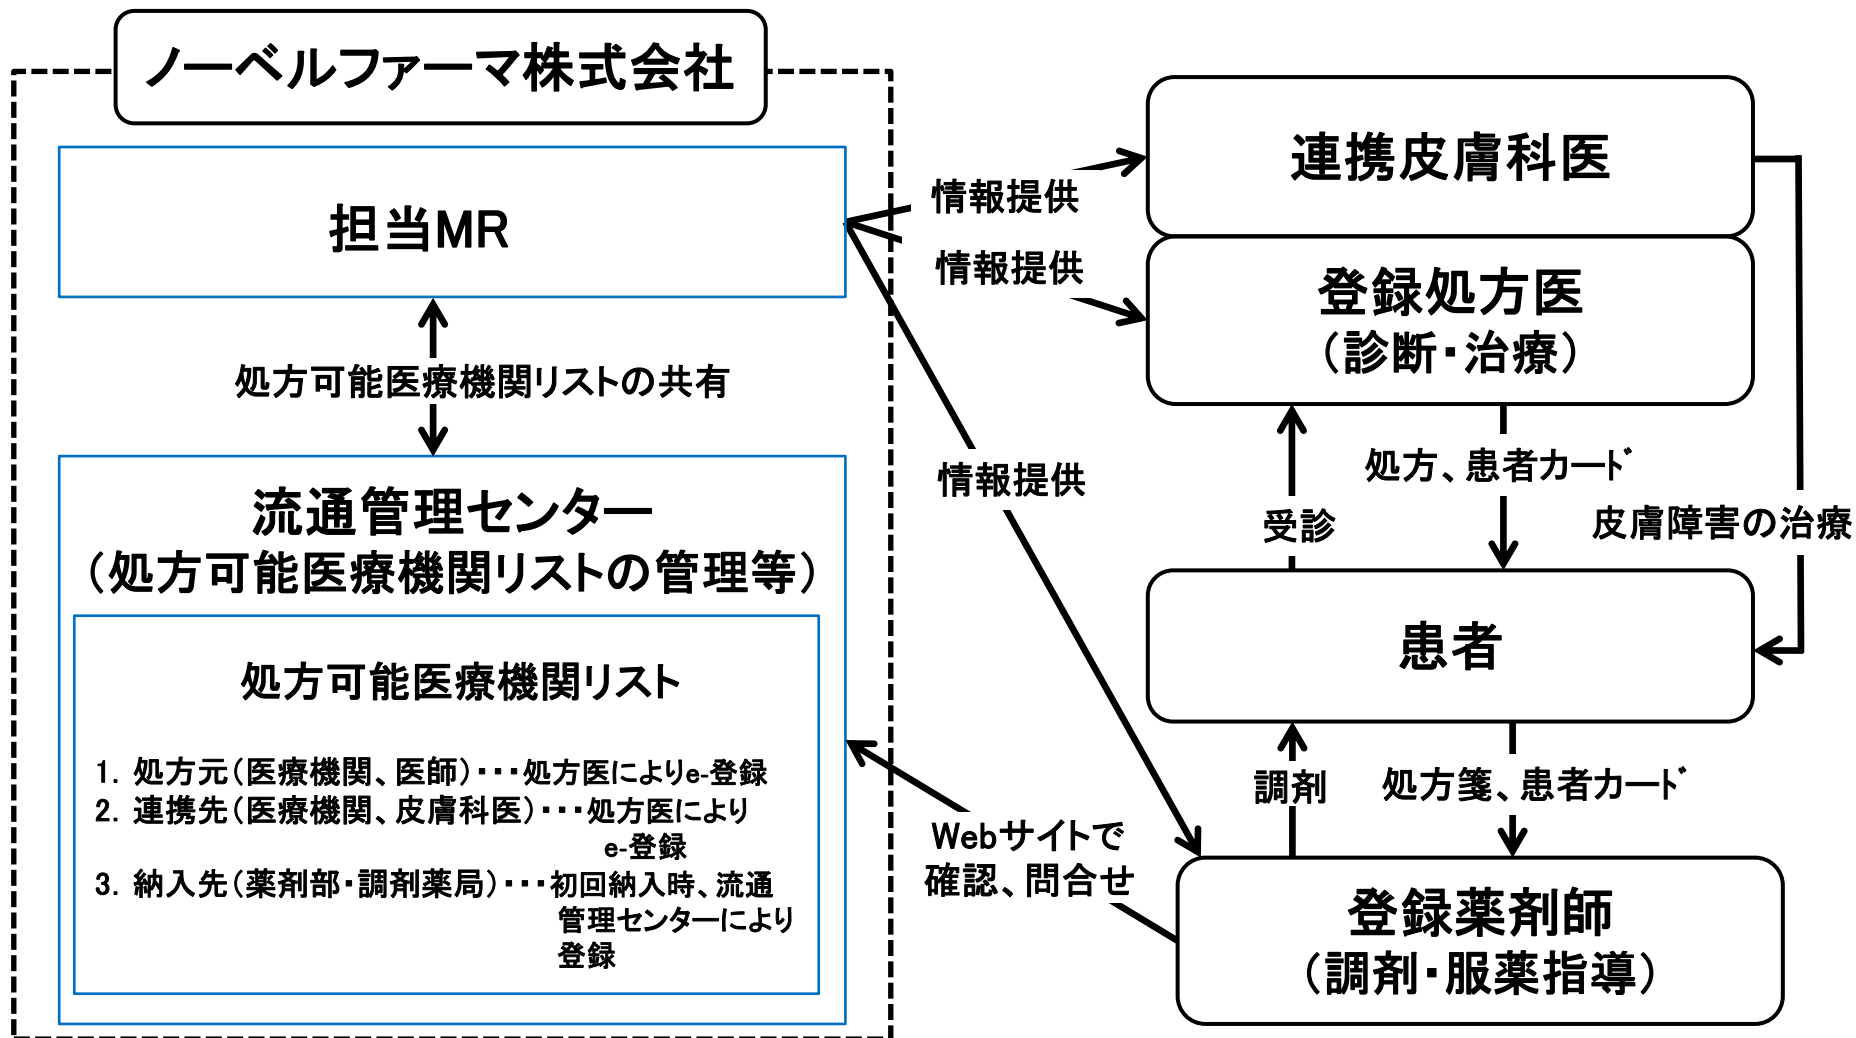 ノーベルファーマ株式会社
担当MR
処方可能医療機関リストの共有
流通管理センター
（処方可能医療機関リストの管理等）
処方可能医療機関リスト
1. 処方元（医療機関、医師）・・・処方医によりe-登録
2. 連携先（医療機関、皮膚科医）・・・処方医により
e-登録
3. 納入先（薬剤部・調剤薬局）・・・初回納入時、流通
管理センターにより
登録
情報提供
情報提供
情報提供
Webサイトで
確認、問合せ
連携皮膚科医
登録処方医
（診断・治療）
受診
処方、患者カード
皮膚障害の治療
患者
調剤
処方箋、患者カード
登録薬剤師
（調剤・服薬指導）